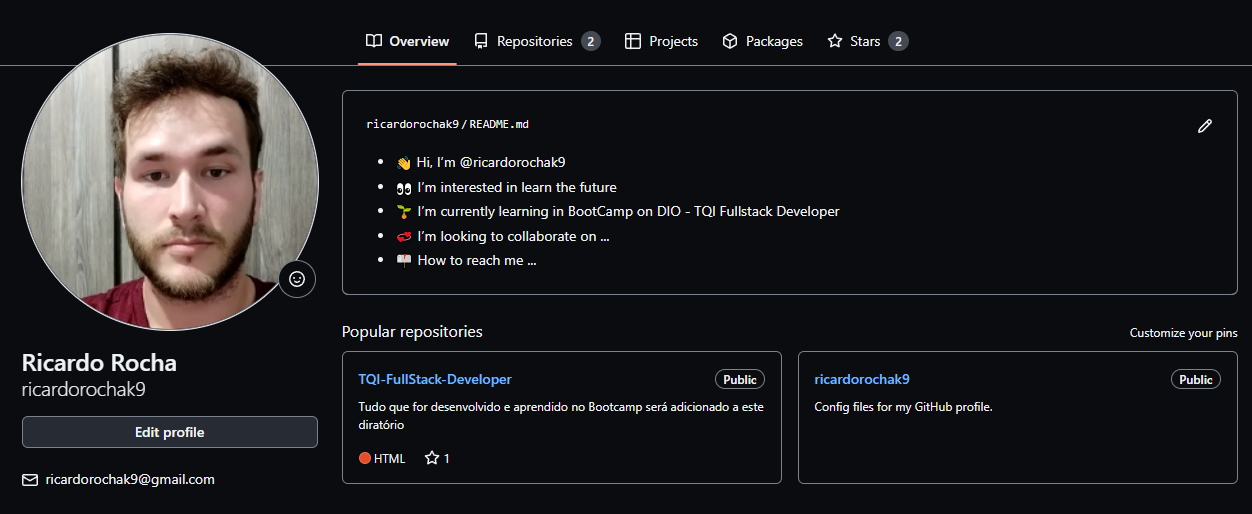 Overview Repositories 2 Projects Packages Stars 2
ricardorochak9/README.md
👋 Hi, I'm @ricardorochak9
👀 I'm interested in learn the future
🌱 I'm currently learning in BootCamp on DIO - TQI Fullstack Developer
💞️ I'm looking to collaborate on ...
📫 How to reach me ...
Ricardo Rocha
ricardorochak9
Edit profile
ricardorochak9@gmail.com
Popular repositories
Customize your pins
TQI-FullStack-Developer
Public
Tudo que for desenvolvido e aprendido no Bootcamp será adicionado a este
diratório
HTML 1
ricardorochak9
Public
Config files for my GitHub profile.